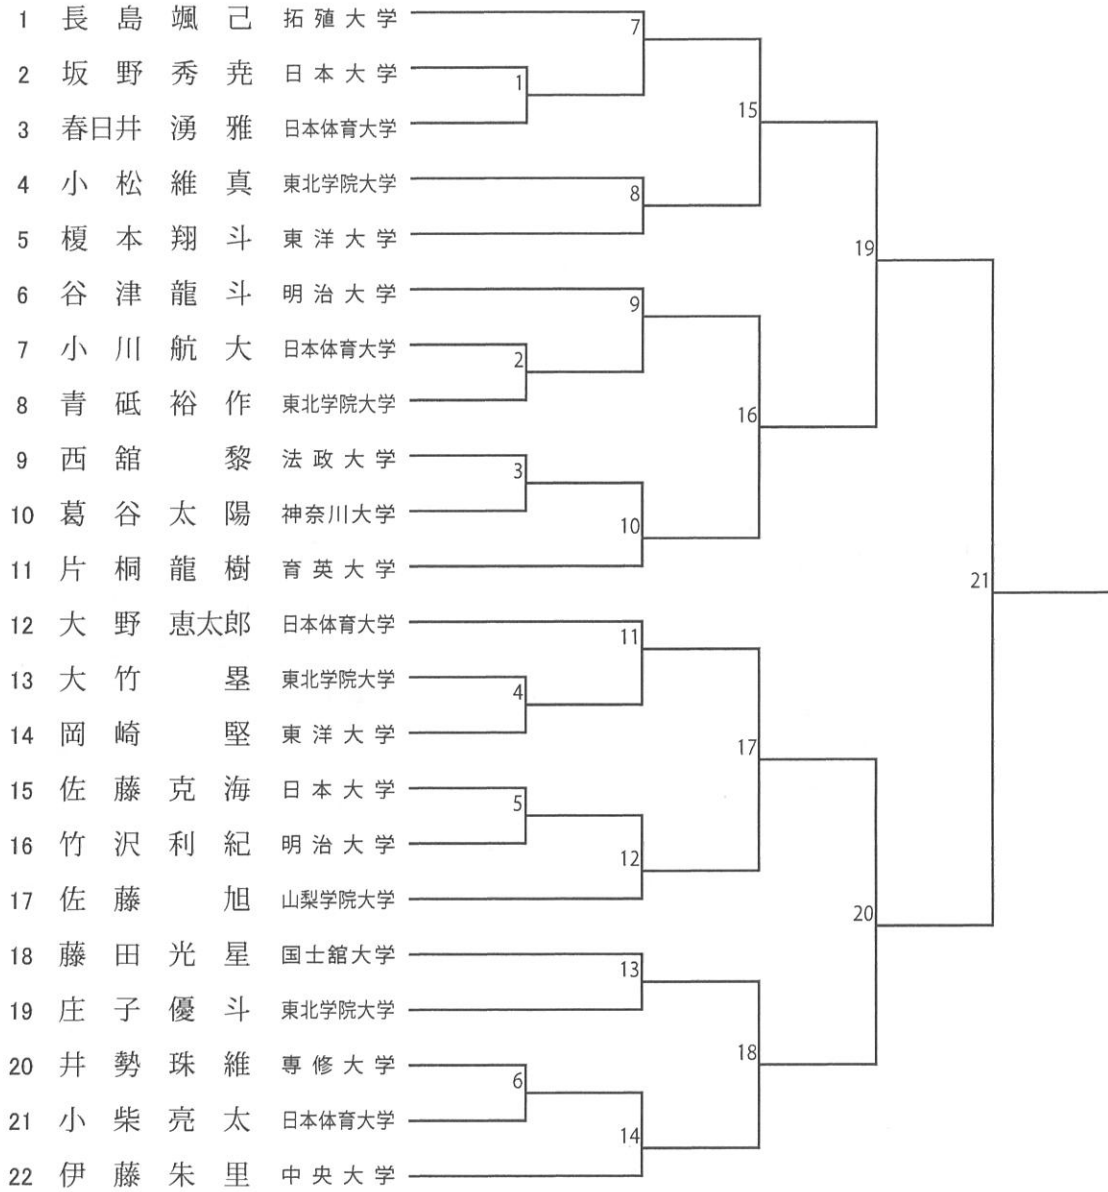 1 長島颯己 拓殖大学
7
2 坂野秀尭 日本大学
1
15
3 春日井湧雅 日本体育大学
4 小松維真 東北学院大学
8
5 榎本翔斗 東洋大学
19
6 谷津龍斗 明治大学
9
7 小川航大 日本体育大学
2
8 青砥裕作 東北学院大学
16
9 西舘黎 法政大学
3
10 葛谷太陽 神奈川大学
10
11 片桐龍樹 育英大学
21
12 大野恵太郎 日本体育大学
11
13 大竹塁 東北学院大学
4
14 岡崎堅 東洋大学
17
15 佐藤克海 日本大学
5
16 竹沢利紀 明治大学
12
17 佐藤旭 山梨学院大学
20
18 藤田光星 国士舘大学
13
19 庄子優斗 東北学院大学
18
20 井勢珠維 専修大学
6
21 小柴亮太 日本体育大学
14
22 伊藤朱里 中央大学